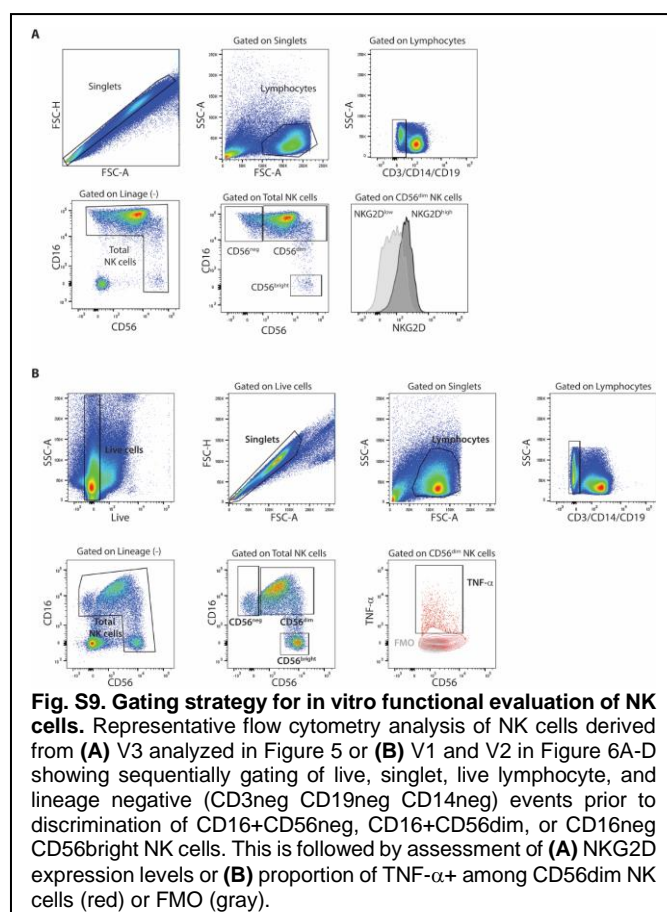 A
Gated on Singlets
Gated on Lymphocytes
Singlets
Lymphocytes
FSC-H
SSC-A
SSC-A
FSC-A
FSC-A
CD3/CD14/CD19
Gated on Lineage (-)
Gated on Total NK cells
Gated on CD56dim NK cells
Total
NK cells
CD56neg
CD56dim
CD56bright
NKG2Dlow
NKG2Dhigh
CD16
CD16
CD56
CD56
NKG2D
B
Gated on Live cells
Gated on Singlets
Gated on Lymphocytes
Live cells
Singlets
Lymphocytes
SSC-A
FSC-H
SSC-A
SSC-A
Live
FSC-A
FSC-A
CD3/CD14/CD19
Gated on Lineage (-)
Gated on Total NK cells
Gated on CD56dim NK cells
Total
NK cells
CD56neg
CD56dim
CD56bright
TNF-α
FMO
CD16
CD16
TNF-α
CD56
CD56
CD56
Fig. S9. Gating strategy for in vitro functional evaluation of NK
cells. Representative flow cytometry analysis of NK cells derived
from (A) V3 analyzed in Figure 5 or (B) V1 and V2 in Figure 6A-D
showing sequentially gating of live, singlet, live lymphocyte, and
lineage negative (CD3neg CD19neg CD14neg) events prior to
discrimination of CD16+CD56neg, CD16+CD56dim, or CD16neg
CD56bright NK cells. This is followed by assessment of (A) NKG2D
expression levels or (B) proportion of TNF-α+ among CD56dim NK
cells (red) or FMO (gray).